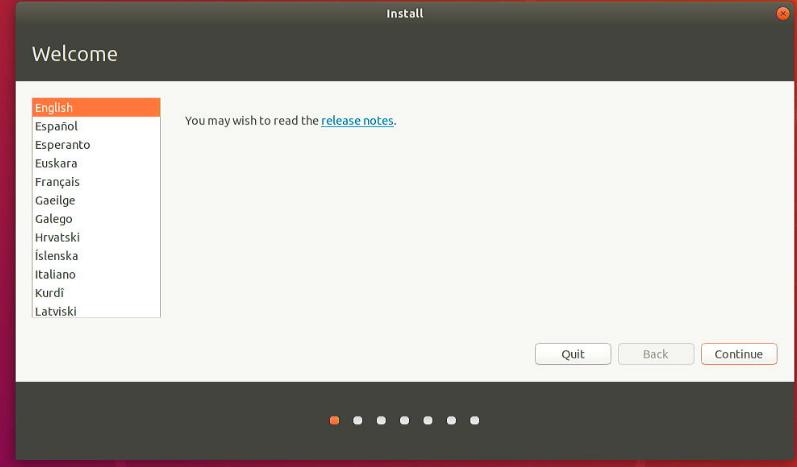 Install
Welcome
English
Español
Esperanto
Euskara
Français
Gaeilge
Galego
Hrvatski
Íslenska
Italiano
Kurdî
Latviski
You may wish to read the release notes.
Quit
Back
Continue